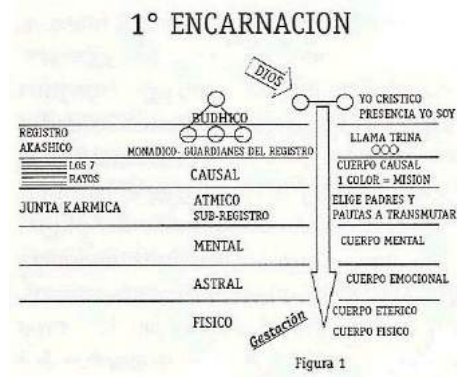 1° ENCARNACION
DIOS
BUDHICO
YO CRISTICO
PRESENCIA YO SOY
REGISTRO
AKASHICO
MONADICO- GUARDIANES DEL REGISTRO
LLAMA TRINA
LOS 7
RAYOS
CAUSAL
CUERPO CAUSAL
1 COLOR = MISION
JUNTA KARMICA
ATMICO
SUB-REGISTRO
ELIGE PADRES Y
PAUTAS A TRANSMUTAR
MENTAL
CUERPO MENTAL
ASTRAL
CUERPO EMOCIONAL
FISICO
Gestación
CUERPO ETERICO
CUERPO FISICO
Figura 1